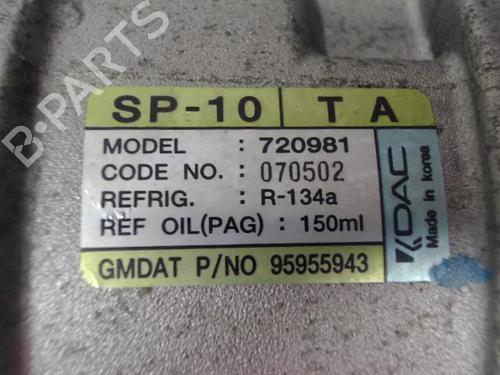 B-PARTS
SP-10 T A
MODEL : 720981
CODE NO. : 070502
REFRIG. : R-134a
REF OIL(PAG) : 150ml
GMDAT P/NO 95955943
KDAC
Made in Korea